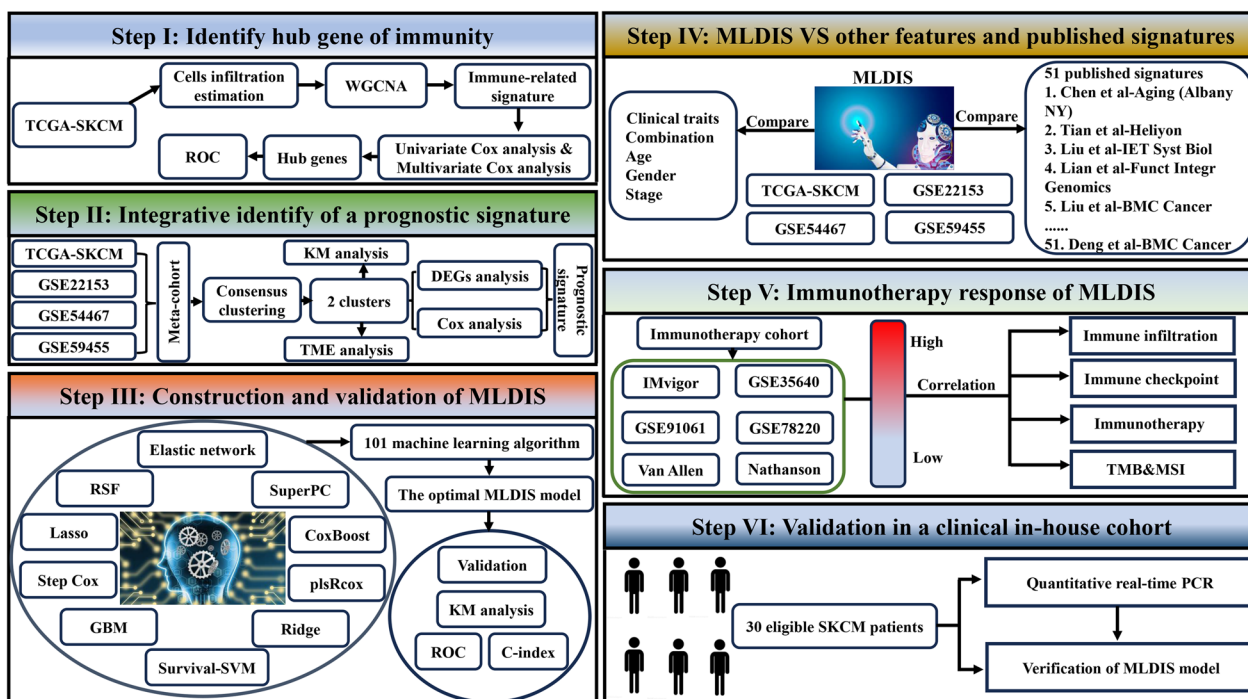 Step I: Identify hub gene of immunity
TCGA-SKCM
Cells infiltration
estimation
WGCNA
Immune-related
signature
Univariate Cox analysis &
Multivariate Cox analysis
Hub genes
ROC
Step II: Integrative identify of a prognostic signature
TCGA-SKCM
GSE22153
GSE54467
GSE59455
Meta-cohort
Consensus
clustering
KM analysis
2 clusters
TME analysis
DEGs analysis
Cox analysis
Prognostic
signature
Step III: Construction and validation of MLDIS
Elastic network
RSF
SuperPC
Lasso
CoxBoost
Step Cox
plsRcox
GBM
Ridge
Survival-SVM
101 machine learning algorithm
The optimal MLDIS model
Validation
KM analysis
ROC
C-index
Step IV: MLDIS VS other features and published signatures
Clinical traits
Combination
Age
Gender
Stage
Compare
MLDIS
Compare
TCGA-SKCM
GSE22153
GSE54467
GSE59455
51 published signatures
1. Chen et al-Aging (Albany
NY)
2. Tian et al-Heliyon
3. Liu et al-IET Syst Biol
4. Lian et al-Funct Integr
Genomics
5. Liu et al-BMC Cancer
......
51. Deng et al-BMC Cancer
Step V: Immunotherapy response of MLDIS
Immunotherapy cohort
IMvigor
GSE35640
GSE91061
GSE78220
Van Allen
Nathanson
High
Low
Correlation
Immune infiltration
Immune checkpoint
Immunotherapy
TMB&MSI
Step VI: Validation in a clinical in-house cohort
30 eligible SKCM patients
Quantitative real-time PCR
Verification of MLDIS model